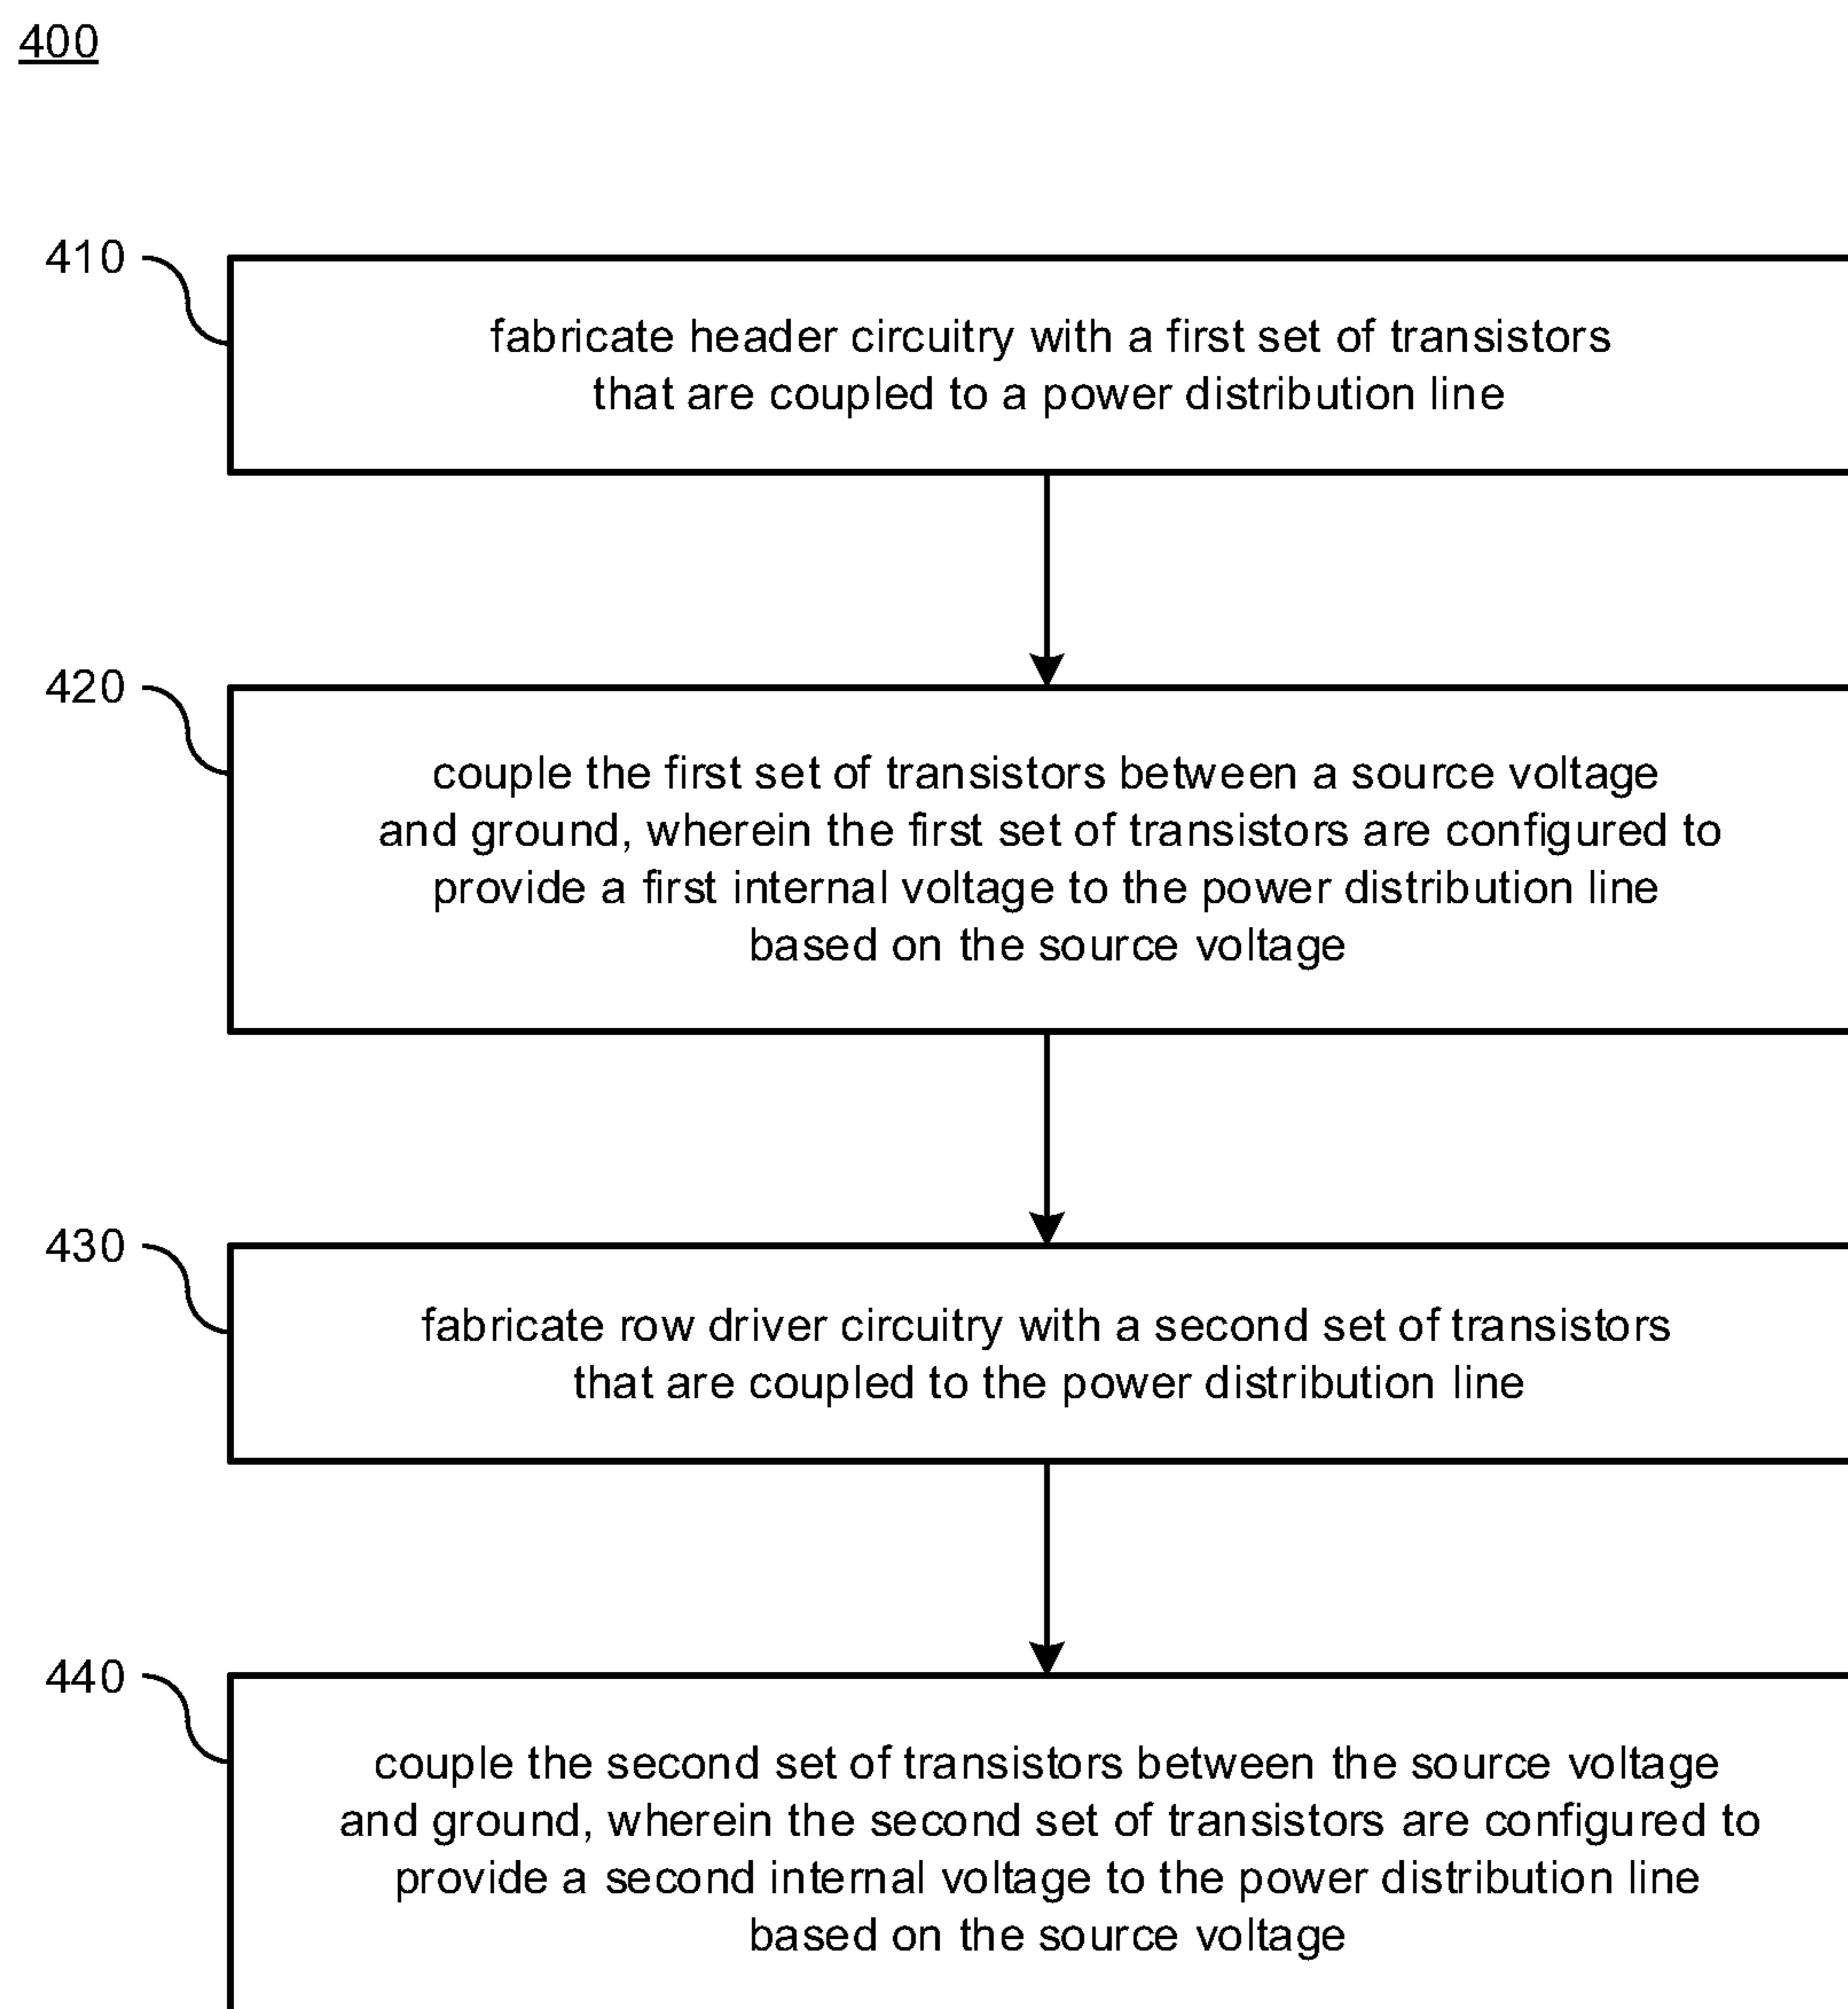 400
410
fabricate header circuitry with a first set of transistors
that are coupled to a power distribution line
420
couple the first set of transistors between a source voltage
and ground, wherein the first set of transistors are configured to
provide a first internal voltage to the power distribution line
based on the source voltage
430
fabricate row driver circuitry with a second set of transistors
that are coupled to the power distribution line
440
couple the second set of transistors between the source voltage
and ground, wherein the second set of transistors are configured to
provide a second internal voltage to the power distribution line
based on the source voltage